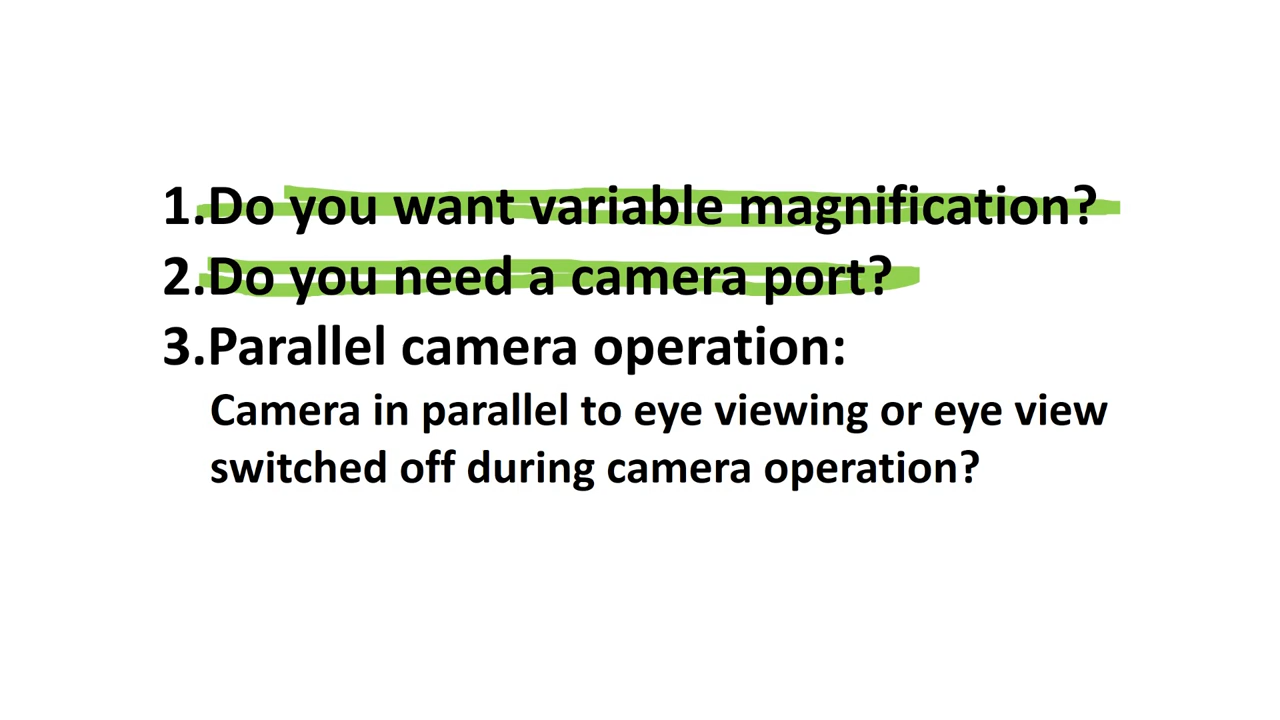 1.Do you want variable magnification?
2.Do you need a camera port?
3.Parallel camera operation:
Camera in parallel to eye viewing or eye view
switched off during camera operation?